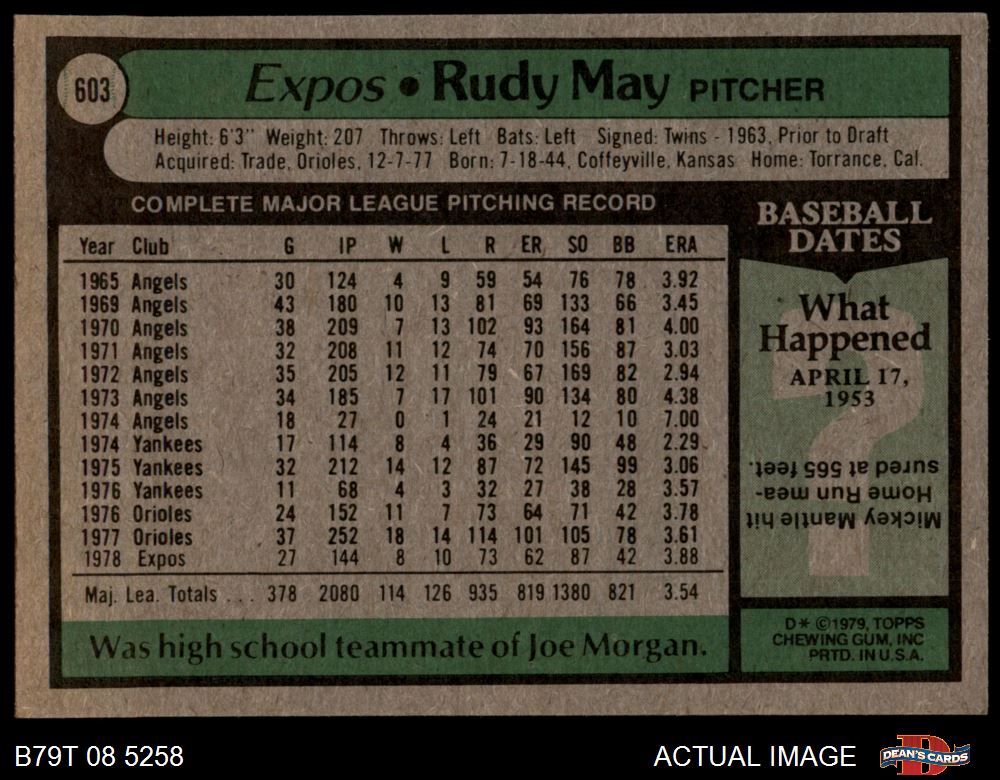 603
Expos • Rudy May PITCHER
Height: 6'3" Weight: 207 Throws: Left Bats: Left Signed: Twins - 1963, Prior to Draft
Acquired: Trade, Orioles, 12-7-77 Born: 7-18-44, Coffeyville, Kansas Home: Torrance, Cal.
COMPLETE MAJOR LEAGUE PITCHING RECORD
Year Club G IP W L R ER SO BB ERA
1965 Angels 30 124 4 9 59 54 76 78 3.92
1969 Angels 43 180 10 13 81 69 133 66 3.45
1970 Angels 38 209 7 13 102 93 164 81 4.00
1971 Angels 32 208 11 12 74 70 156 87 3.03
1972 Angels 35 205 12 11 79 67 169 82 2.94
1973 Angels 34 185 7 17 101 90 134 80 4.38
1974 Angels 18 27 0 1 24 21 12 10 7.00
1974 Yankees 17 114 8 4 36 29 90 48 2.29
1975 Yankees 32 212 14 12 87 72 145 99 3.06
1976 Yankees 11 68 4 3 32 27 38 28 3.57
1976 Orioles 24 152 11 7 73 64 71 42 3.78
1977 Orioles 37 252 18 14 114 101 105 78 3.61
1978 Expos 27 144 8 10 73 62 87 42 3.88
Maj. Lea. Totals . . . 378 2080 114 126 935 819 1380 821 3.54
Was high school teammate of Joe Morgan.
BASEBALL
DATES
What
Happened
APRIL 17,
1953
?
Mickey Mantle hit
Home Run mea-
sured at 565 feet.
D* ©1979, TOPPS
CHEWING GUM, INC
PRTD. IN U.S.A.
B79T 08 5258
ACTUAL IMAGE
DEAN'S CARDS